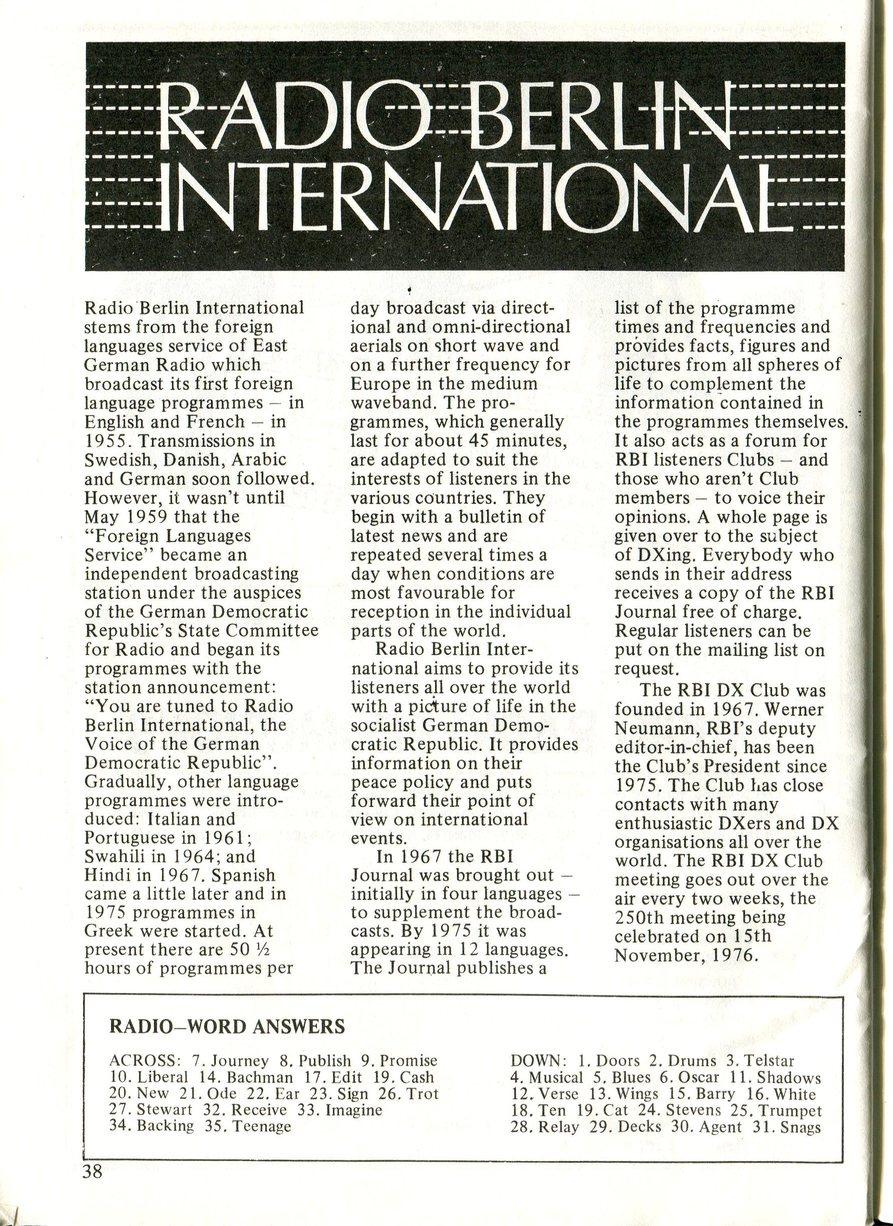 RADIO BERLIN
INTERNATIONAL
Radio Berlin International
stems from the foreign
languages service of East
German Radio which
broadcast its first foreign
language programmes – in
English and French – in
1955. Transmissions in
Swedish, Danish, Arabic
and German soon followed.
However, it wasn't until
May 1959 that the
“Foreign Languages
Service” became an
independent broadcasting
station under the auspices
of the German Democratic
Republic's State Committee
for Radio and began its
programmes with the
station announcement:
“You are tuned to Radio
Berlin International, the
Voice of the German
Democratic Republic”.
Gradually, other language
programmes were intro-
duced: Italian and
Portuguese in 1961;
Swahili in 1964; and
Hindi in 1967. Spanish
came a little later and in
1975 programmes in
Greek were started. At
present there are 50 ½
hours of programmes per
day broadcast via direct-
ional and omni-directional
aerials on short wave and
on a further frequency for
Europe in the medium
waveband. The pro-
grammes, which generally
last for about 45 minutes,
are adapted to suit the
interests of listeners in the
various countries. They
begin with a bulletin of
latest news and are
repeated several times a
day when conditions are
most favourable for
reception in the individual
parts of the world.
Radio Berlin Inter-
national aims to provide its
listeners all over the world
with a picture of life in the
socialist German Demo-
cratic Republic. It provides
information on their
peace policy and puts
forward their point of
view on international
events.
In 1967 the RBI
Journal was brought out –
initially in four languages –
to supplement the broad-
casts. By 1975 it was
appearing in 12 languages.
The Journal publishes a
list of the programme
times and frequencies and
provides facts, figures and
pictures from all spheres of
life to complement the
information contained in
the programmes themselves.
It also acts as a forum for
RBI listeners Clubs – and
those who aren't Club
members – to voice their
opinions. A whole page is
given over to the subject
of DXing. Everybody who
sends in their address
receives a copy of the RBI
Journal free of charge.
Regular listeners can be
put on the mailing list on
request.
The RBI DX Club was
founded in 1967. Werner
Neumann, RBI's deputy
editor-in-chief, has been
the Club's President since
1975. The Club has close
contacts with many
enthusiastic DXers and DX
organisations all over the
world. The RBI DX Club
meeting goes out over the
air every two weeks, the
250th meeting being
celebrated on 15th
November, 1976.
RADIO–WORD ANSWERS
ACROSS: 7. Journey 8. Publish 9. Promise
10. Liberal 14. Bachman 17. Edit 19. Cash
20. New 21. Ode 22. Ear 23. Sign 26. Trot
27. Stewart 32. Receive 33. Imagine
34. Backing 35. Teenage
DOWN: 1. Doors 2. Drums 3. Telstar
4. Musical 5. Blues 6. Oscar 11. Shadows
12. Verse 13. Wings 15. Barry 16. White
18. Ten 19. Cat 24. Stevens 25. Trumpet
28. Relay 29. Decks 30. Agent 31. Snags
38